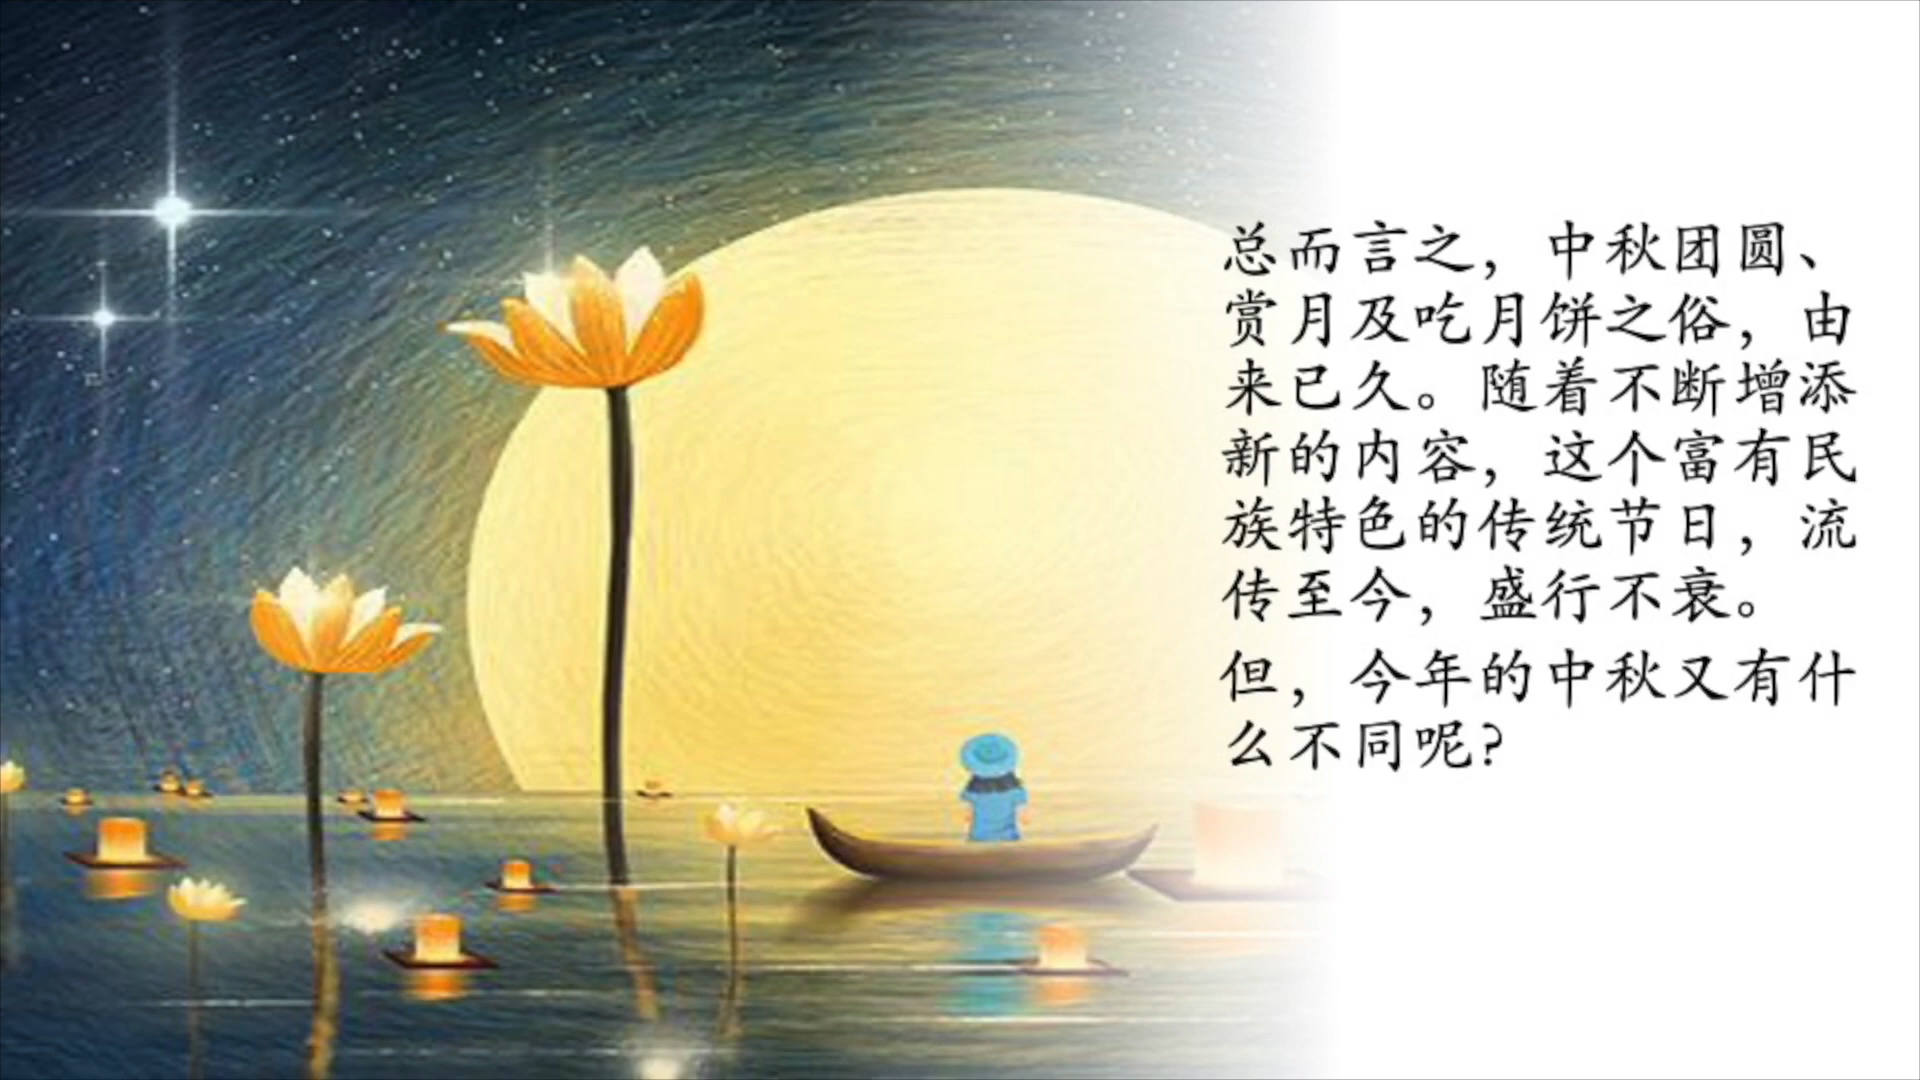 总而言之，中秋团圆、
赏月及吃月饼之俗，由
来已久。随着不断增添
新的内容，这个富有民
族特色的传统节日，流
传至今，盛行不衰。
但，今年的中秋又有什
么不同呢？